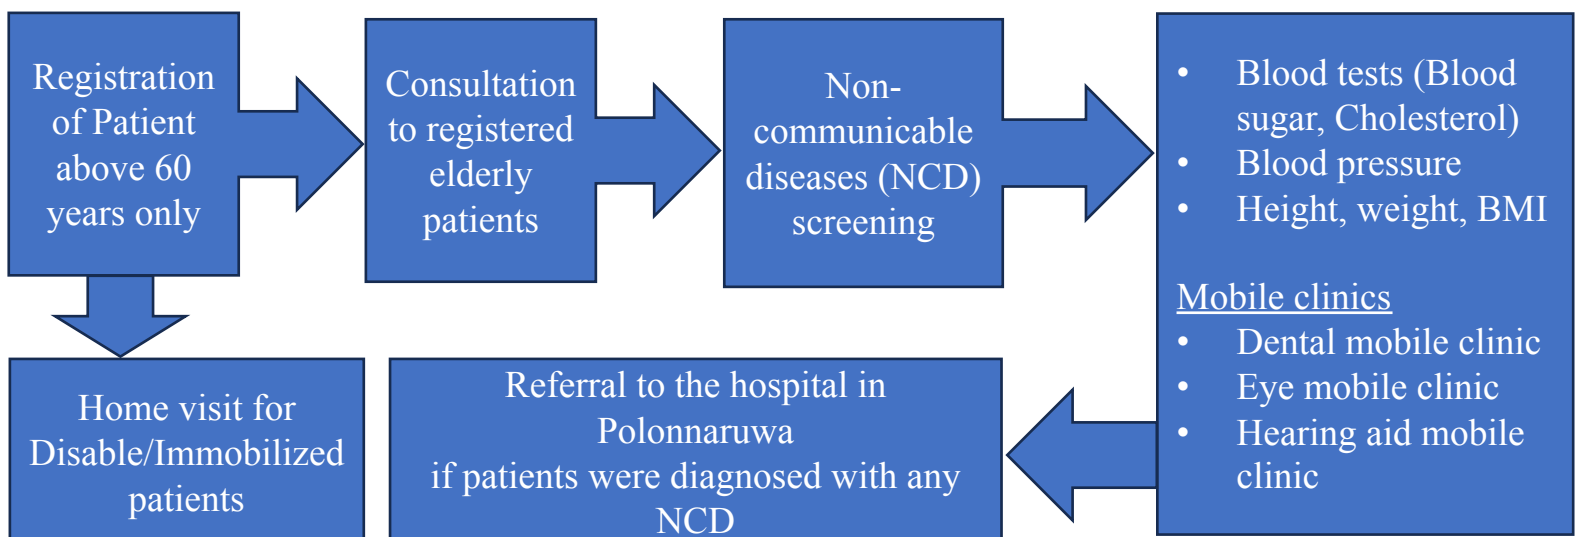 Registration
of Patient
above 60
years only
Consultation
to registered
elderly
patients
Non-
communicable
diseases (NCD)
screening
• Blood tests (Blood
sugar, Cholesterol)
• Blood pressure
• Height, weight, BMI
Mobile clinics
• Dental mobile clinic
• Eye mobile clinic
• Hearing aid mobile
clinic
Home visit for
Disable/Immobilized
patients
Referral to the hospital in
Polonnaruwa
if patients were diagnosed with any
NCD